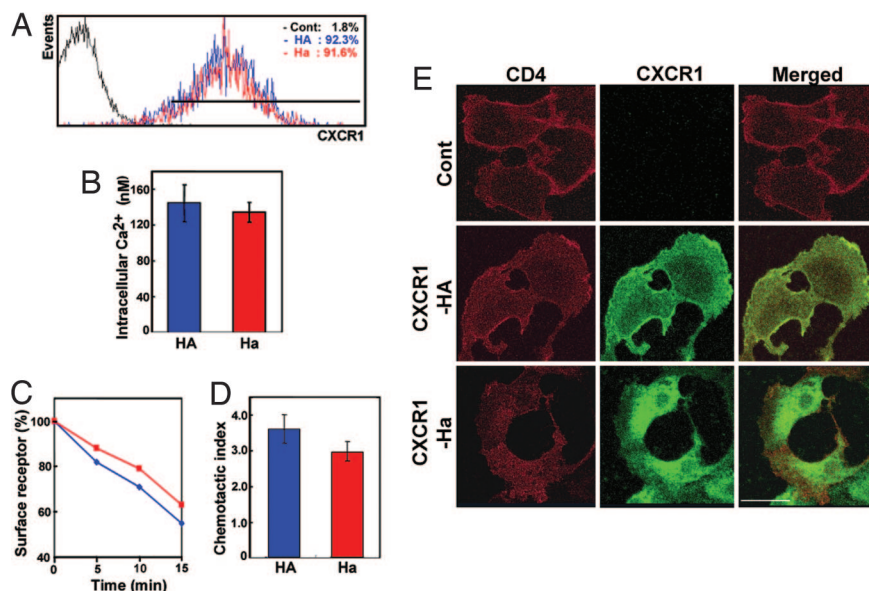 A
Events
- Cont: 1.8%
- HA : 92.3%
- Ha : 91.6%
CXCR1
B
Intracellular Ca2+ (nM)
160
120
80
40
0
HA
Ha
C
Surface receptor (%)
100
80
60
40
0
5
10
15
Time (min)
D
Chemotactic index
4.0
3.0
2.0
1.0
0
HA
Ha
E
CD4
CXCR1
Merged
Cont
CXCR1
-HA
CXCR1
-Ha